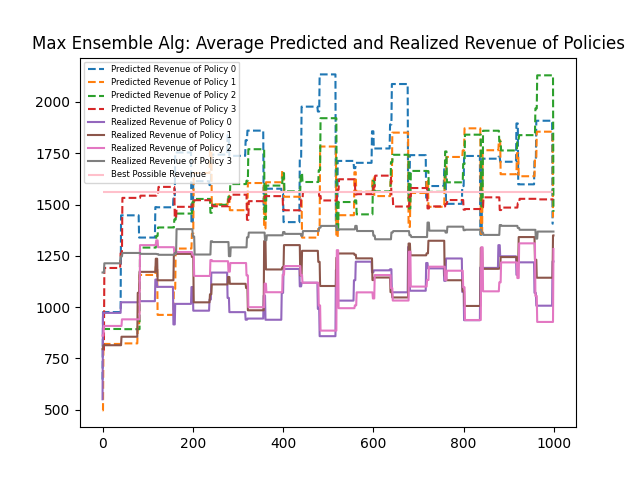 Max Ensemble Alg: Average Predicted and Realized Revenue of Policies
Predicted Revenue of Policy 0
Predicted Revenue of Policy 1
Predicted Revenue of Policy 2
Predicted Revenue of Policy 3
Realized Revenue of Policy 0
Realized Revenue of Policy 1
Realized Revenue of Policy 2
Realized Revenue of Policy 3
Best Possible Revenue
2000
1750
1500
1250
1000
750
500
0 200 400 600 800 1000